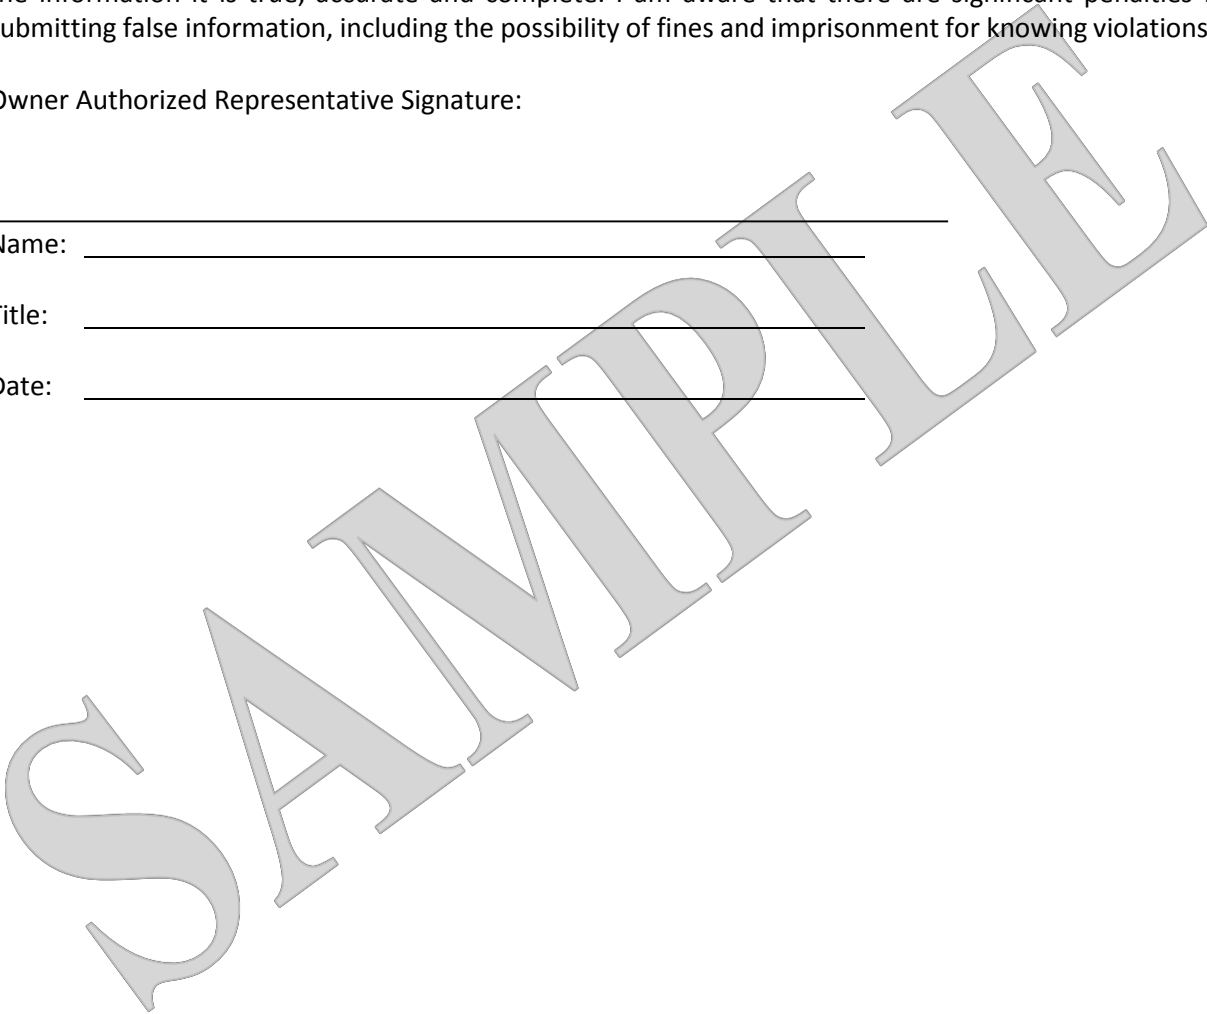 the information it is true, accurate and complete. I am aware that there are significant penalties
submitting false information, including the possibility of fines and imprisonment for knowing violations
Owner Authorized Representative Signature:
Name:
Title:
Date:
SAMPLE